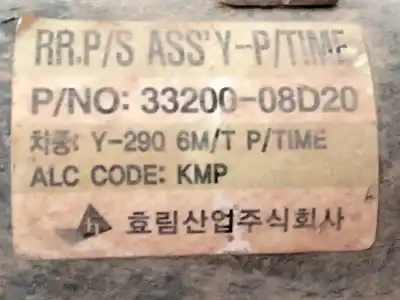 RR.P/S ASS'Y-P/TIME
P/NO: 33200-08D20
차종: Y-290 6M/T P/TIME
ALC CODE: KMP
효림산업주식회사